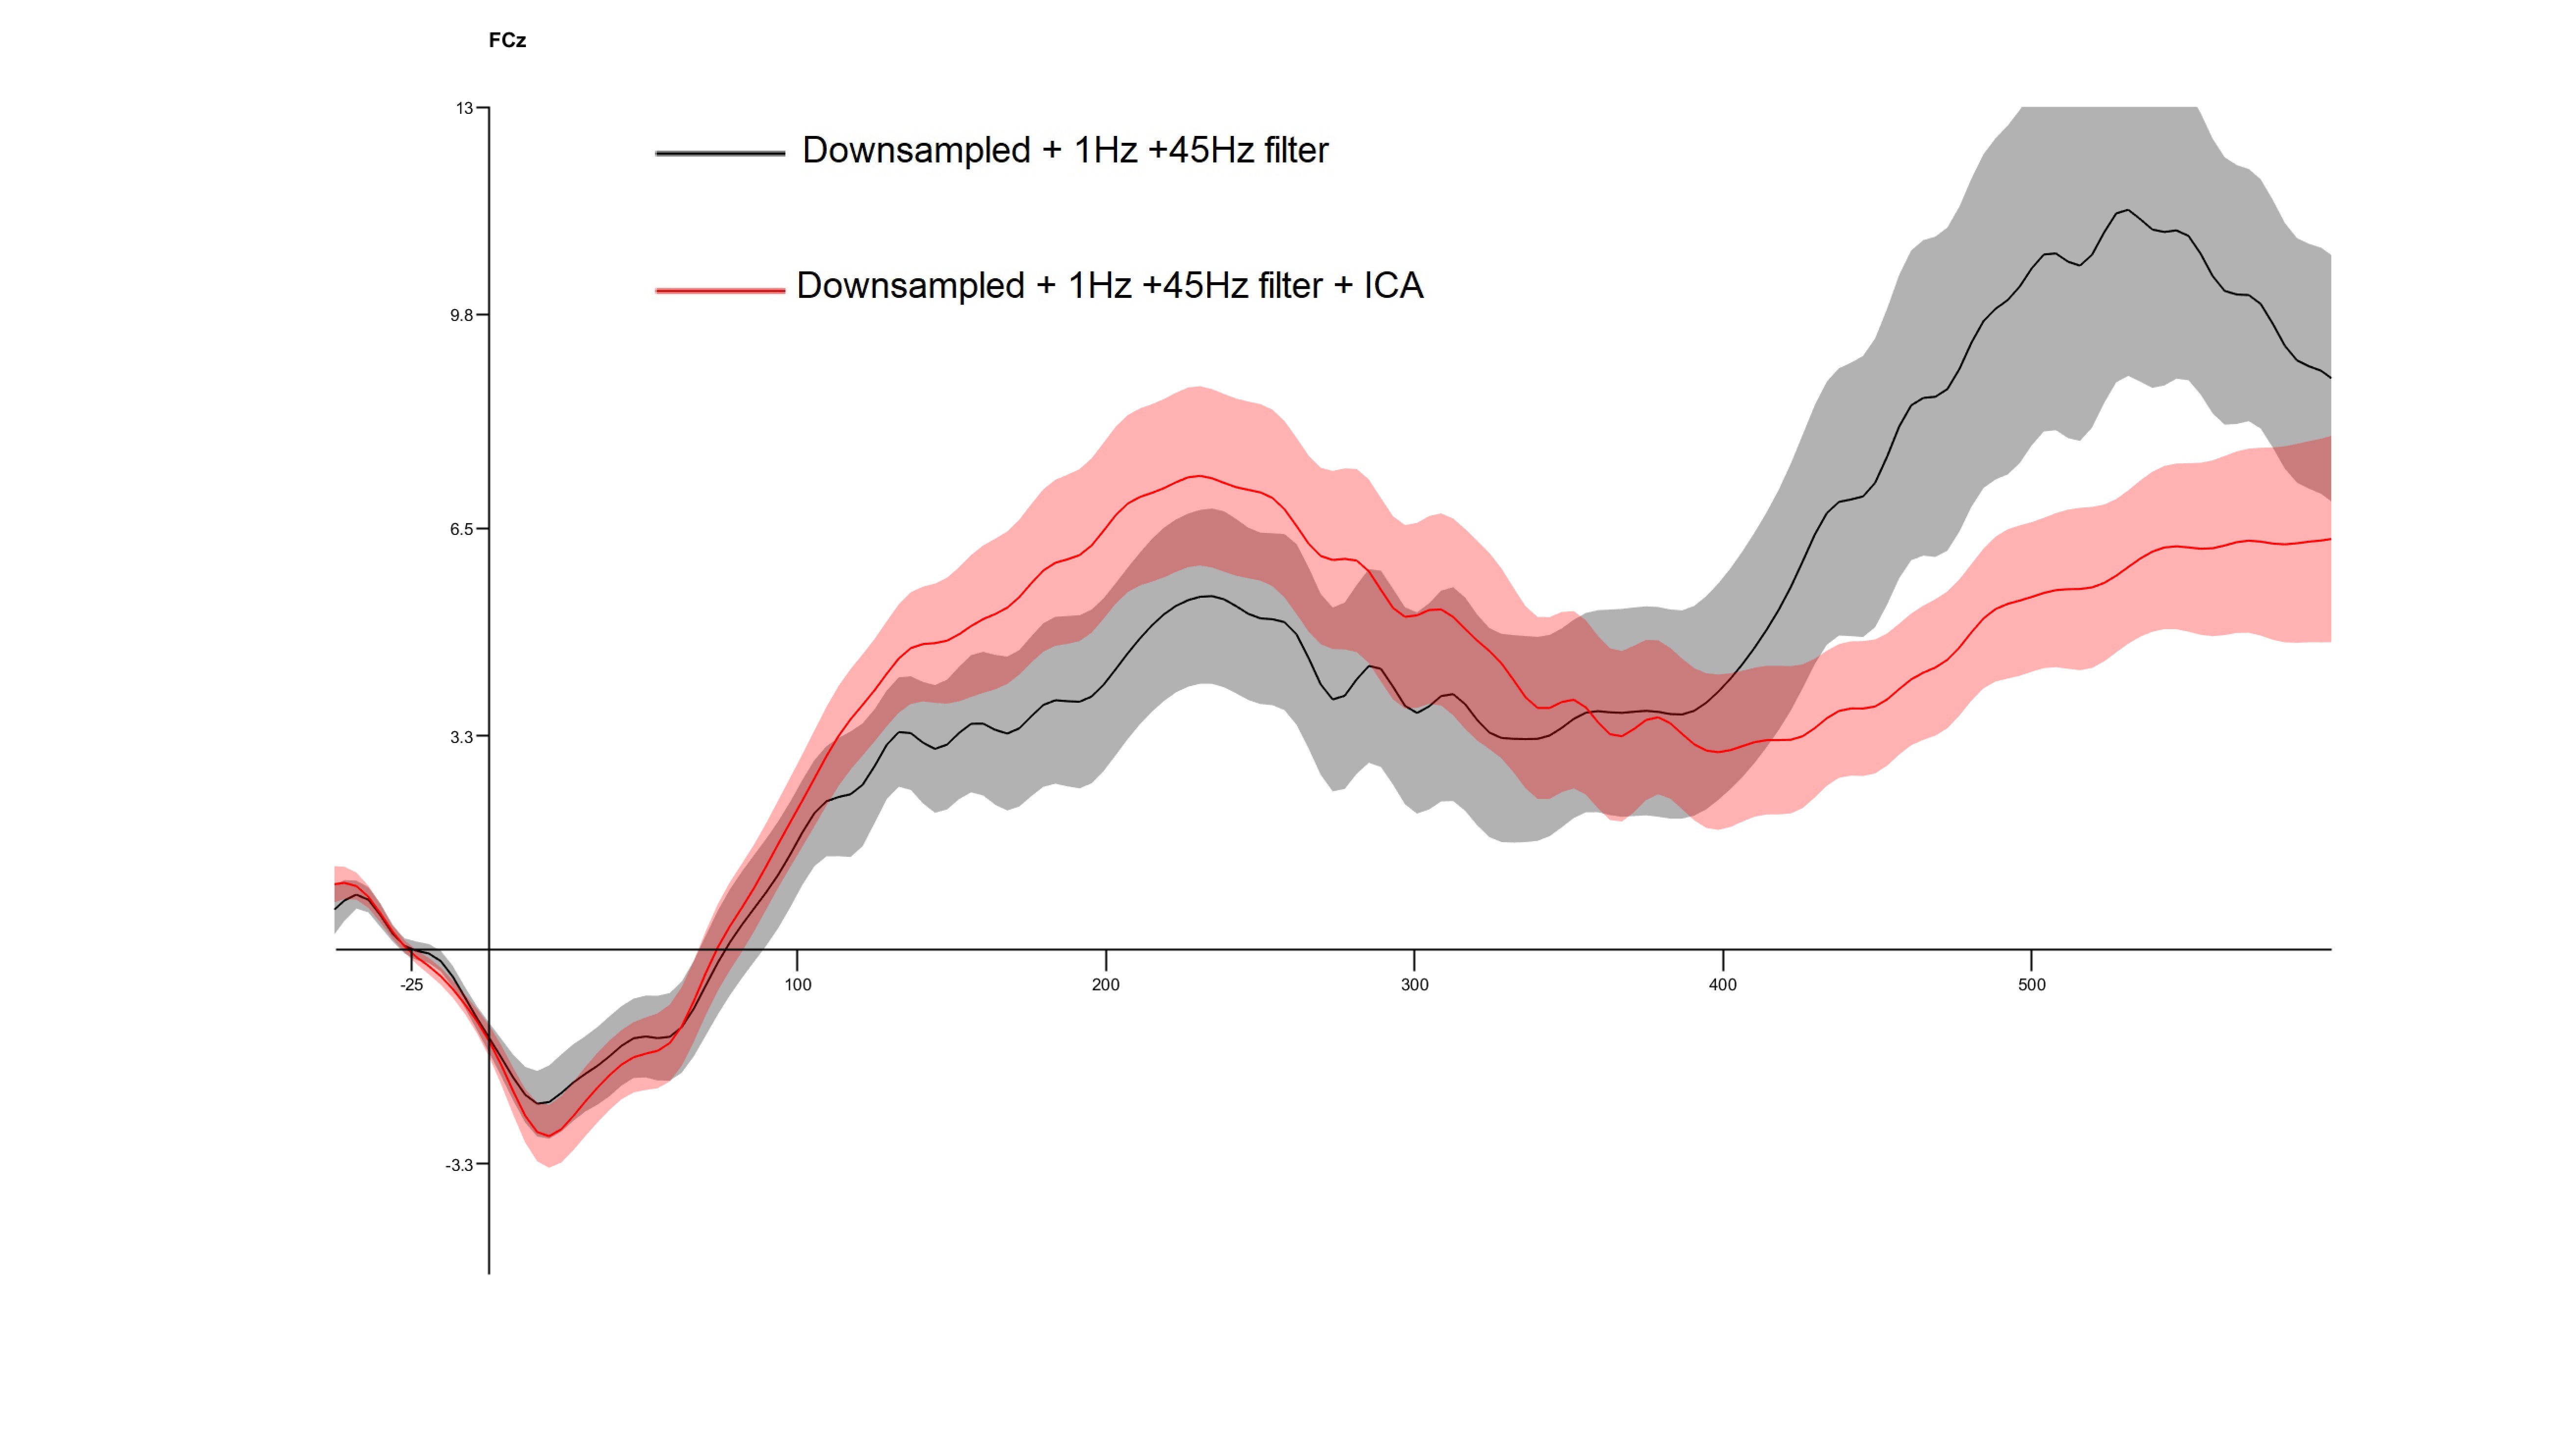 FCz
13
Downsampled + 1Hz +45Hz filter
Downsampled + 1Hz +45Hz filter + ICA
9.8
6.5
3.3
-25 100 200 300 400 500
-3.3